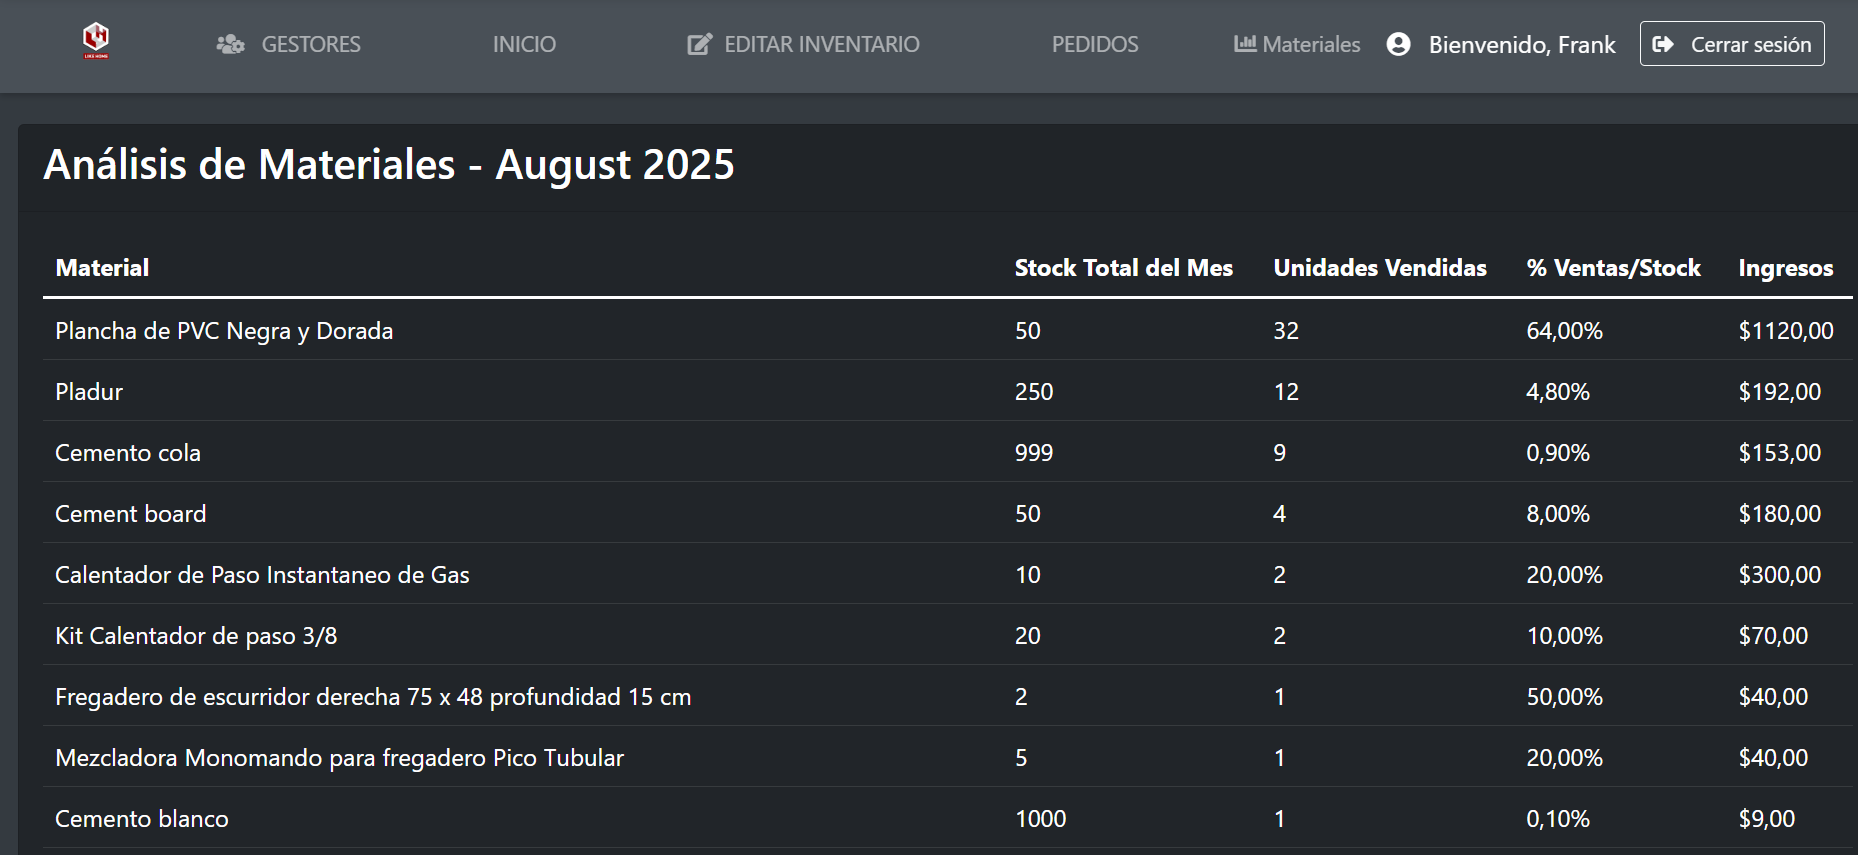 LIKE HOME
GESTORES INICIO EDITAR INVENTARIO PEDIDOS Materiales Bienvenido, Frank Cerrar sesión
Análisis de Materiales - August 2025
Material Stock Total del Mes Unidades Vendidas % Ventas/Stock Ingresos
Plancha de PVC Negra y Dorada 50 32 64,00% $1120,00
Pladur 250 12 4,80% $192,00
Cemento cola 999 9 0,90% $153,00
Cement board 50 4 8,00% $180,00
Calentador de Paso Instantaneo de Gas 10 2 20,00% $300,00
Kit Calentador de paso 3/8 20 2 10,00% $70,00
Fregadero de escurridor derecha 75 x 48 profundidad 15 cm 2 1 50,00% $40,00
Mezcladora Monomando para fregadero Pico Tubular 5 1 20,00% $40,00
Cemento blanco 1000 1 0,10% $9,00